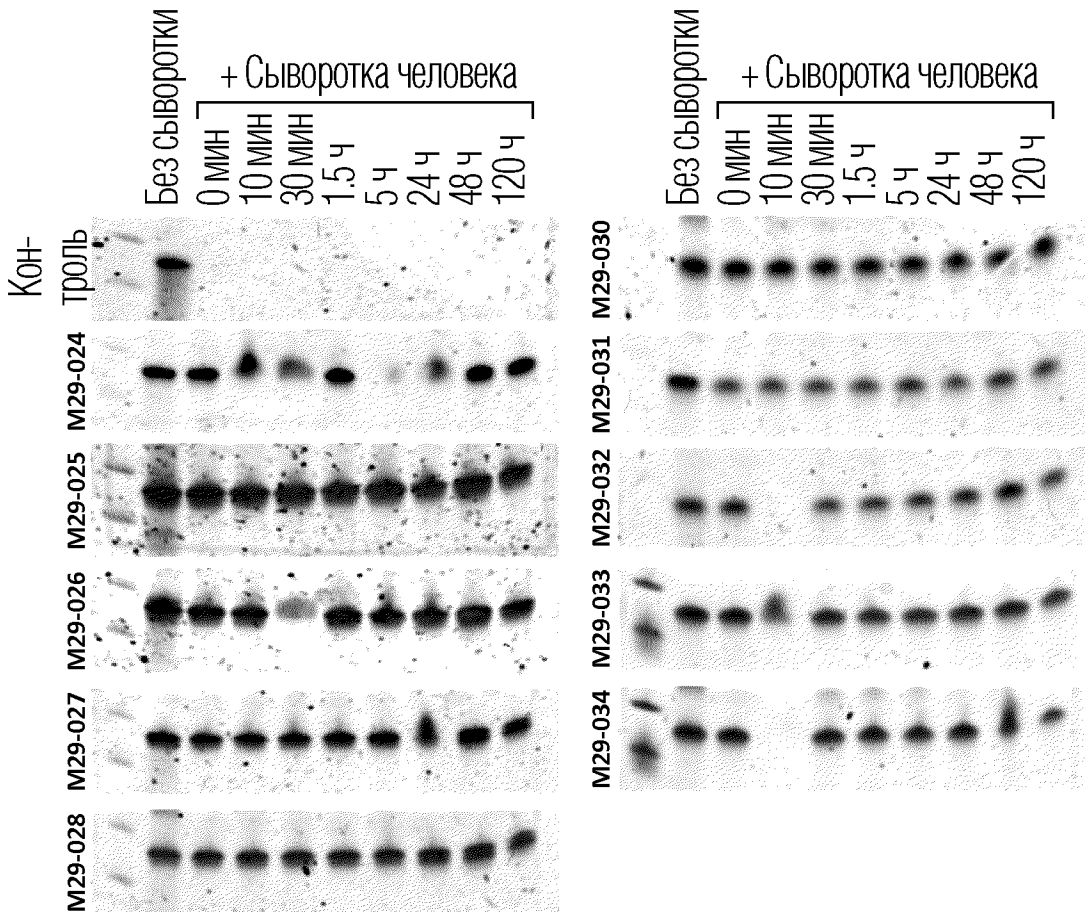 Без сыворотки
+ Сыворотка человека
0 мин
10 мин
30 мин
1.5 ч
5 ч
24 ч
48 ч
120 ч
Кон-
троль
M29-024
M29-025
M29-026
M29-027
M29-028
Без сыворотки
+ Сыворотка человека
0 мин
10 мин
30 мин
1.5 ч
5 ч
24 ч
48 ч
120 ч
M29-030
M29-031
M29-032
M29-033
M29-034